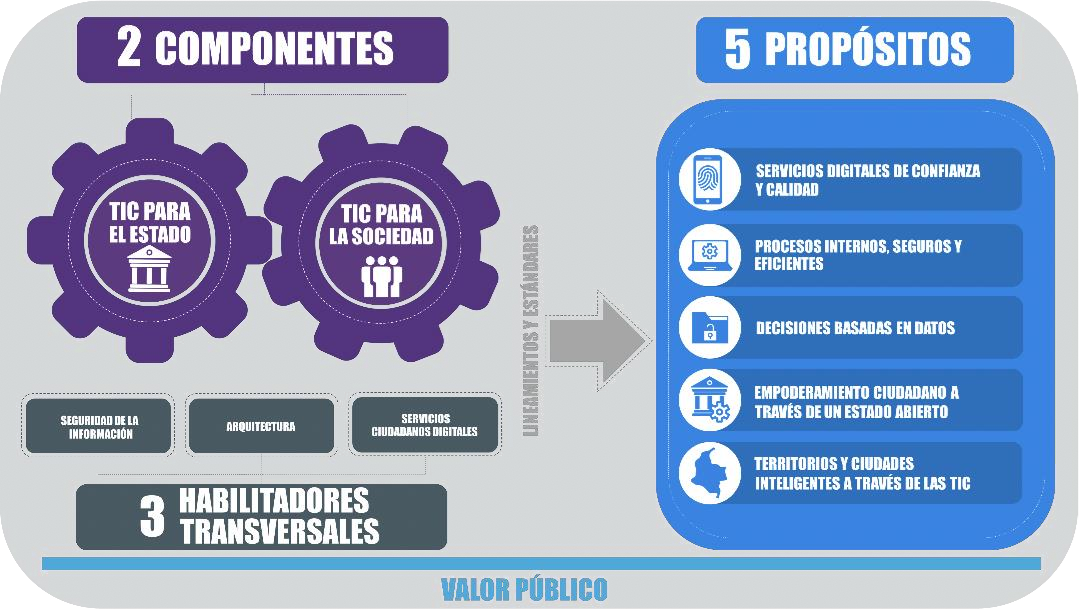 2 COMPONENTES
TIC PARA
EL ESTADO
TIC PARA
LA SOCIEDAD
SEGURIDAD DE LA
INFORMACIÓN
ARQUITECTURA
SERVICIOS
CIUDADANOS DIGITALES
3 HABILITADORES
TRANSVERSALES
LINEAMIENTOS Y ESTÁNDARES
5 PROPÓSITOS
SERVICIOS DIGITALES DE CONFIANZA
Y CALIDAD
PROCESOS INTERNOS, SEGUROS Y
EFICIENTES
DECISIONES BASADAS EN DATOS
EMPODERAMIENTO CIUDADANO A
TRAVÉS DE UN ESTADO ABIERTO
TERRITORIOS Y CIUDADES
INTELIGENTES A TRAVÉS DE LAS TIC
VALOR PÚBLICO